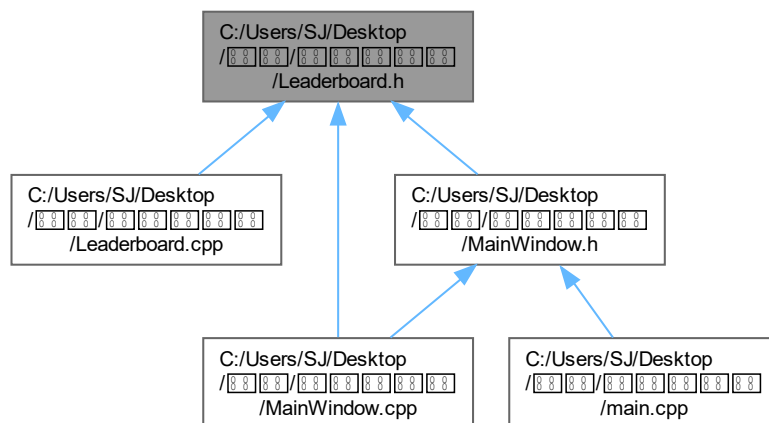 C:/Users/SJ/Desktop
/Leaderboard.h
C:/Users/SJ/Desktop
/Leaderboard.cpp
C:/Users/SJ/Desktop
/MainWindow.h
C:/Users/SJ/Desktop
/MainWindow.cpp
C:/Users/SJ/Desktop
/main.cpp